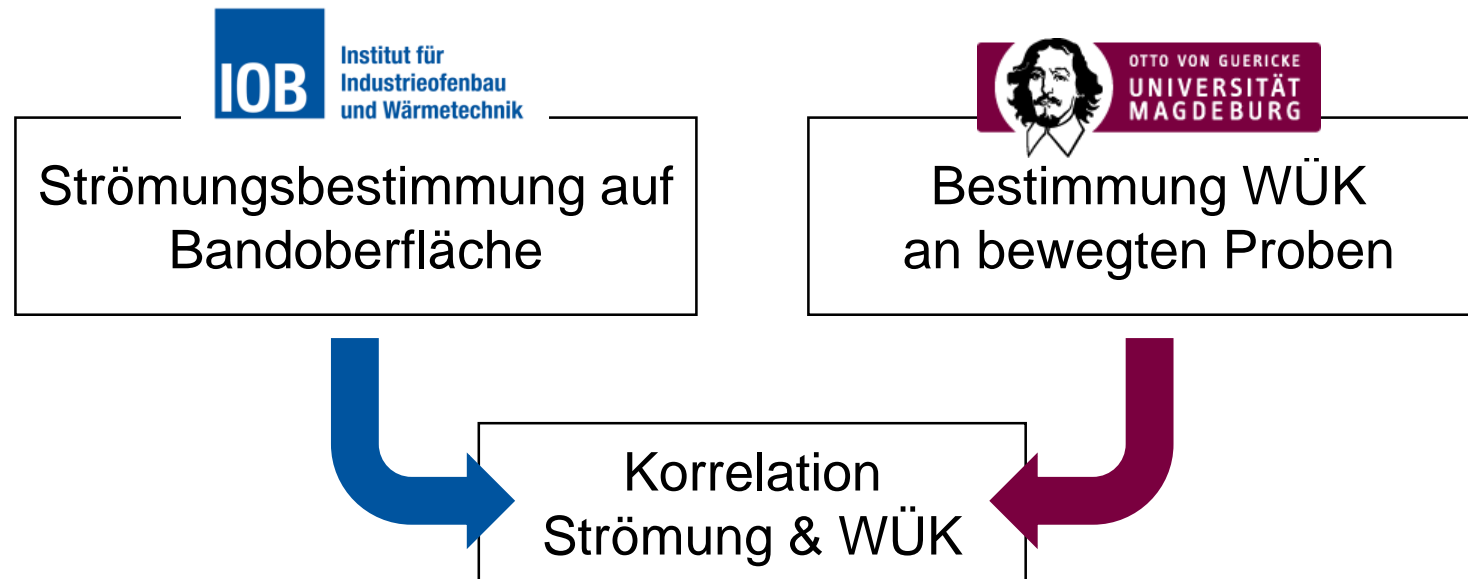 IOB
Institut für
Industrieofenbau
und Wärmetechnik
OTTO VON GUERICKE
UNIVERSITÄT
MAGDEBURG
Strömungsbestimmung auf
Bandoberfläche
Bestimmung WÜK
an bewegten Proben
Korrelation
Strömung & WÜK